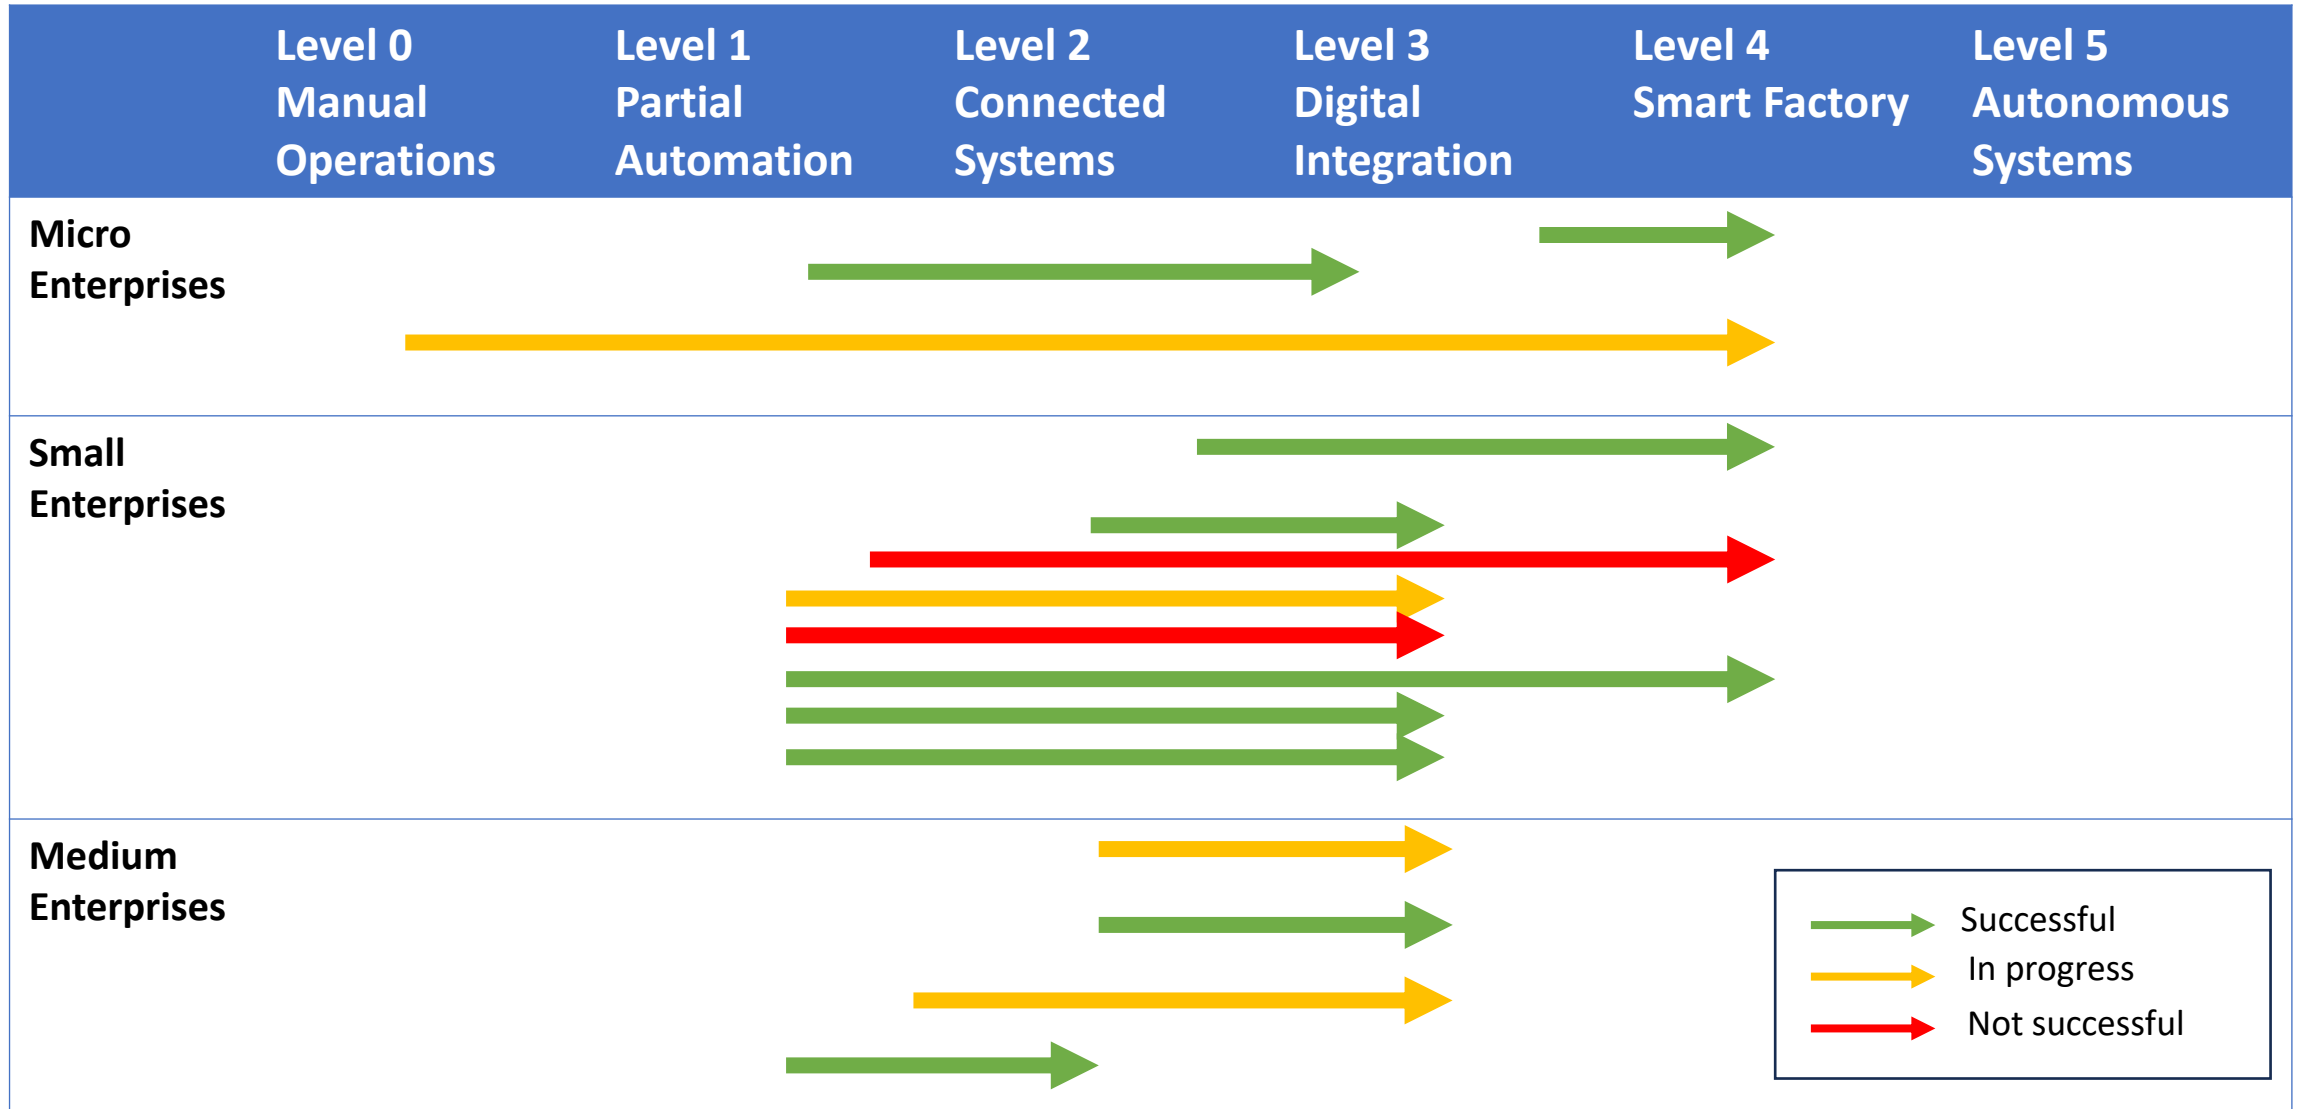 Level 0
Manual
Operations
Level 1
Partial
Automation
Level 2
Connected
Systems
Level 3
Digital
Integration
Level 4
Smart Factory
Level 5
Autonomous
Systems
Micro
Enterprises
Small
Enterprises
Medium
Enterprises
Successful
In progress
Not successful